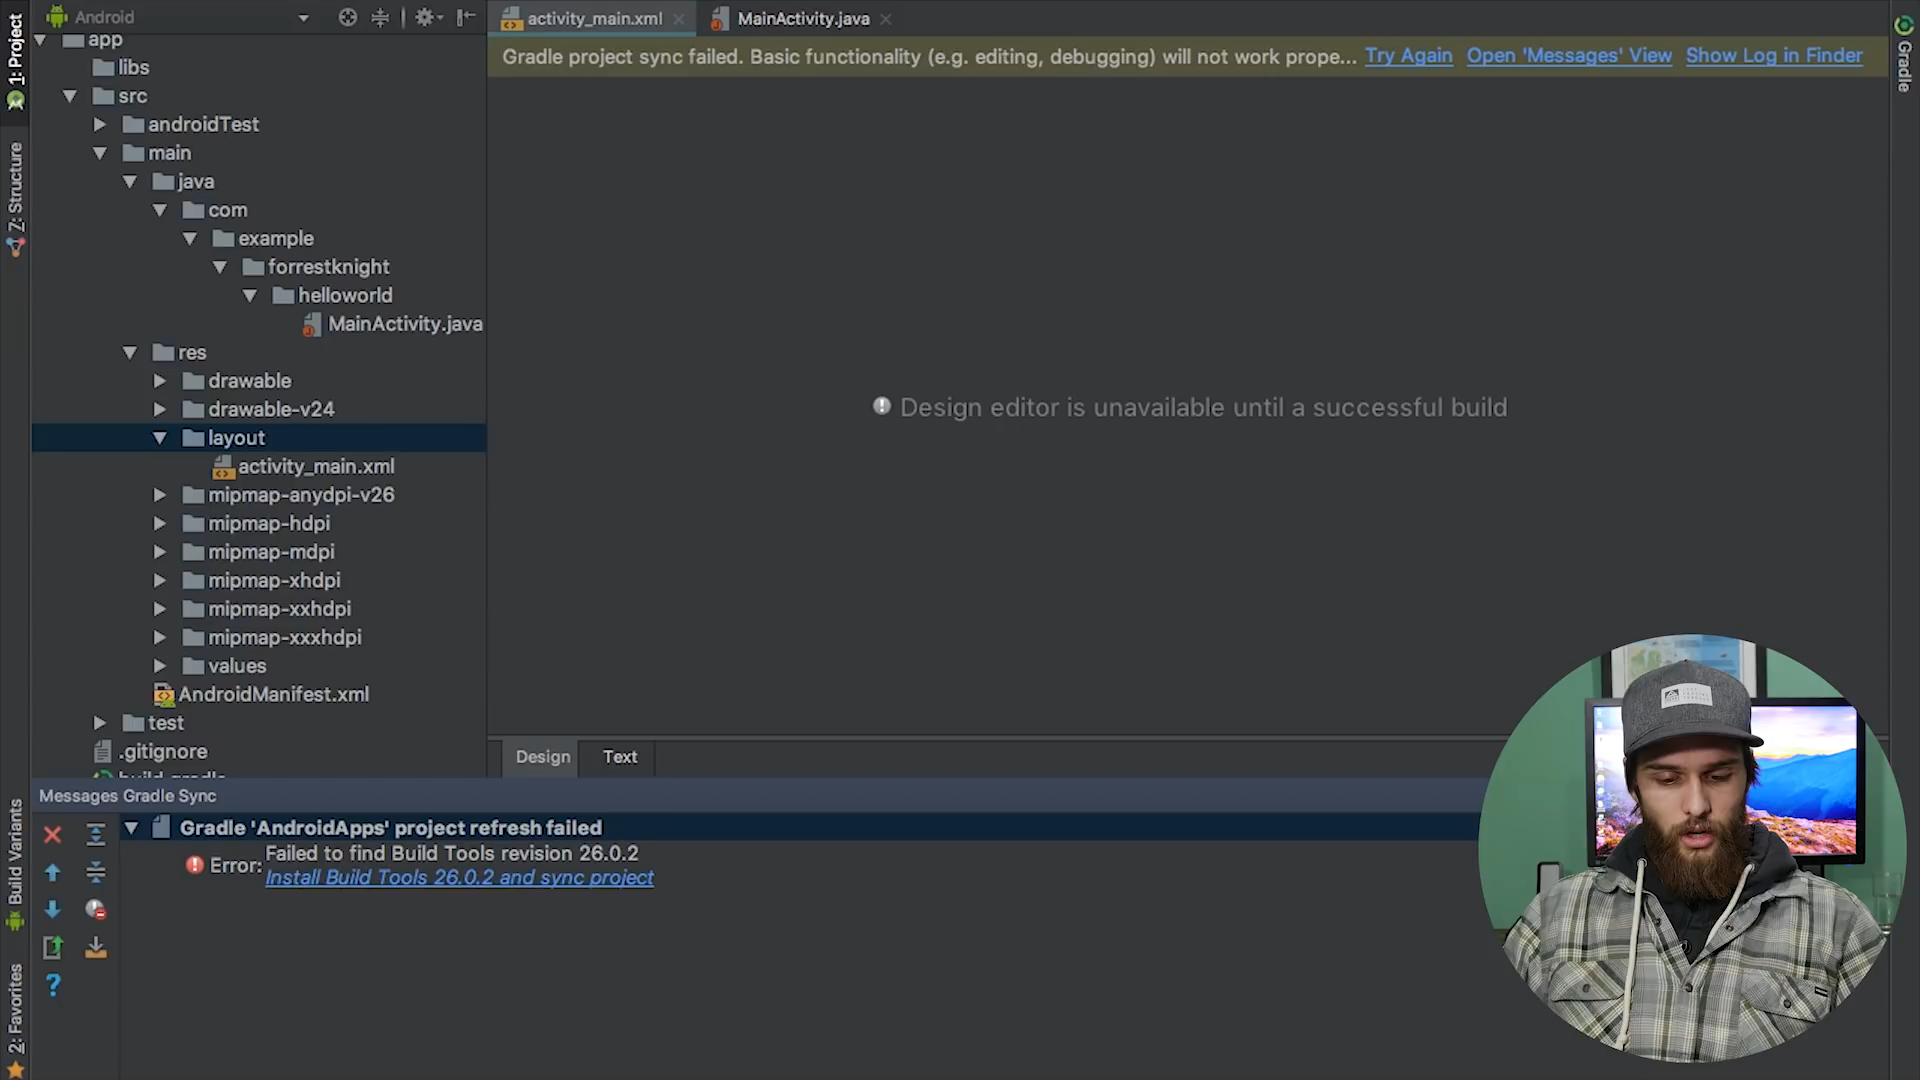 Android
activity_main.xml
MainActivity.java
Gradle project sync failed. Basic functionality (e.g. editing, debugging) will not work prope... Try Again Open 'Messages' View Show Log in Finder
1: Project
Z: Structure
Build Variants
2: Favorites
Gradle
app
libs
src
androidTest
main
java
com
example
forrestknight
helloworld
MainActivity.java
res
drawable
drawable-v24
layout
activity_main.xml
mipmap-anydpi-v26
mipmap-hdpi
mipmap-mdpi
mipmap-xhdpi
mipmap-xxhdpi
mipmap-xxxhdpi
values
AndroidManifest.xml
test
.gitignore
build.gradle
Design editor is unavailable until a successful build
Design Text
Messages Gradle Sync
Gradle 'AndroidApps' project refresh failed
Error: Failed to find Build Tools revision 26.0.2
Install Build Tools 26.0.2 and sync project